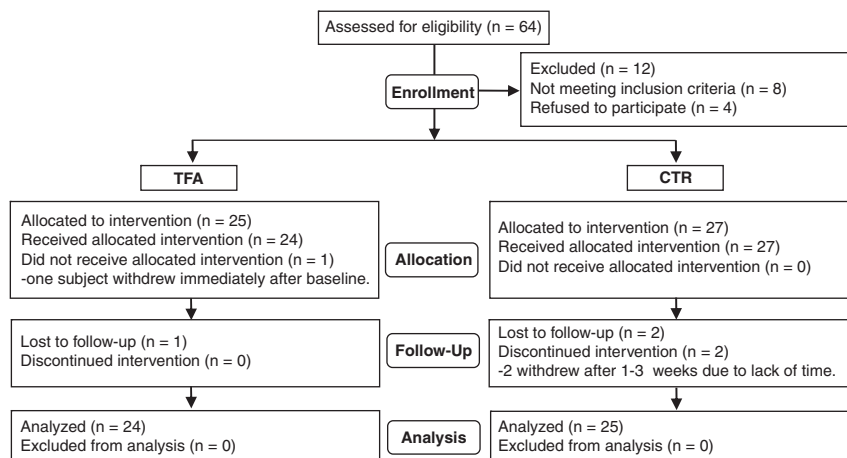 Assessed for eligibility (n = 64)
Excluded (n = 12)
Not meeting inclusion criteria (n = 8)
Refused to participate (n = 4)
Enrollment
TFA
CTR
Allocated to intervention (n = 25)
Received allocated intervention (n = 24)
Did not receive allocated intervention (n = 1)
-one subject withdrew immediately after baseline.
Allocation
Allocated to intervention (n = 27)
Received allocated intervention (n = 27)
Did not receive allocated intervention (n = 0)
Lost to follow-up (n = 1)
Discontinued intervention (n = 0)
Follow-Up
Lost to follow-up (n = 2)
Discontinued intervention (n = 2)
-2 withdrew after 1-3 weeks due to lack of time.
Analyzed (n = 24)
Excluded from analysis (n = 0)
Analysis
Analyzed (n = 25)
Excluded from analysis (n = 0)